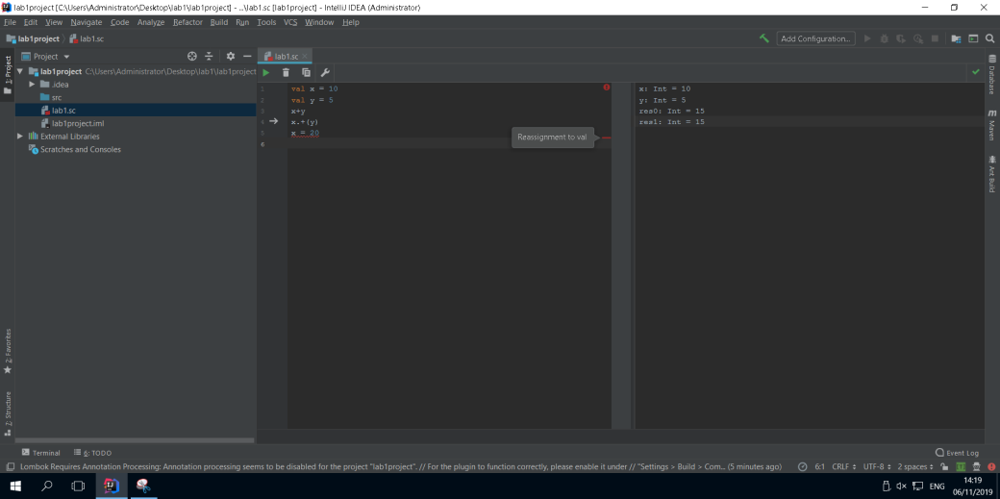 lab1project [C:\Users\Administrator\Desktop\lab1\lab1project] - ...\lab1.sc [lab1project] - IntelliJ IDEA (Administrator)
File Edit View Navigate Code Analyze Refactor Build Run Tools VCS Window Help
lab1project lab1.sc
Add Configuration...
1: Project
Project
lab1.sc
lab1project C:\Users\Administrator\Desktop\lab1\lab1project
.idea
src
lab1.sc
lab1project.iml
External Libraries
Scratches and Consoles
1 val x = 10
2 val y = 5
3 x+y
4 x.+(y)
5 x = 20
6
Reassignment to val
x: Int = 10
y: Int = 5
res0: Int = 15
res1: Int = 15
Database
m Maven
Ant Build
2: Favorites
Z: Structure
Terminal 6: TODO
Event Log
Lombok Requires Annotation Processing: Annotation processing seems to be disabled for the project "lab1project". // For the plugin to function correctly, please enable it under // "Settings > Build > Com... (5 minutes ago)
6:1 CRLF UTF-8 2 spaces
ENG
14:19
06/11/2019